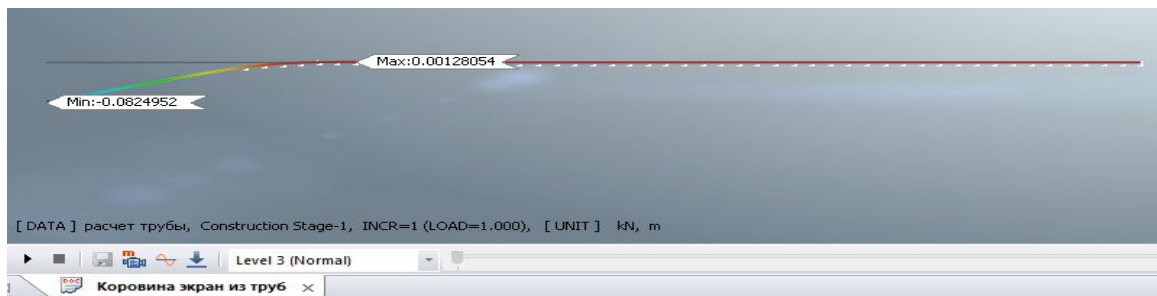 Max:0.00128054
Min:-0.0824952
[ DATA ] расчет трубы, Construction Stage-1, INCR=1 (LOAD=1.000), [ UNIT ] kN, m
Level 3 (Normal)
Коровина экран из труб